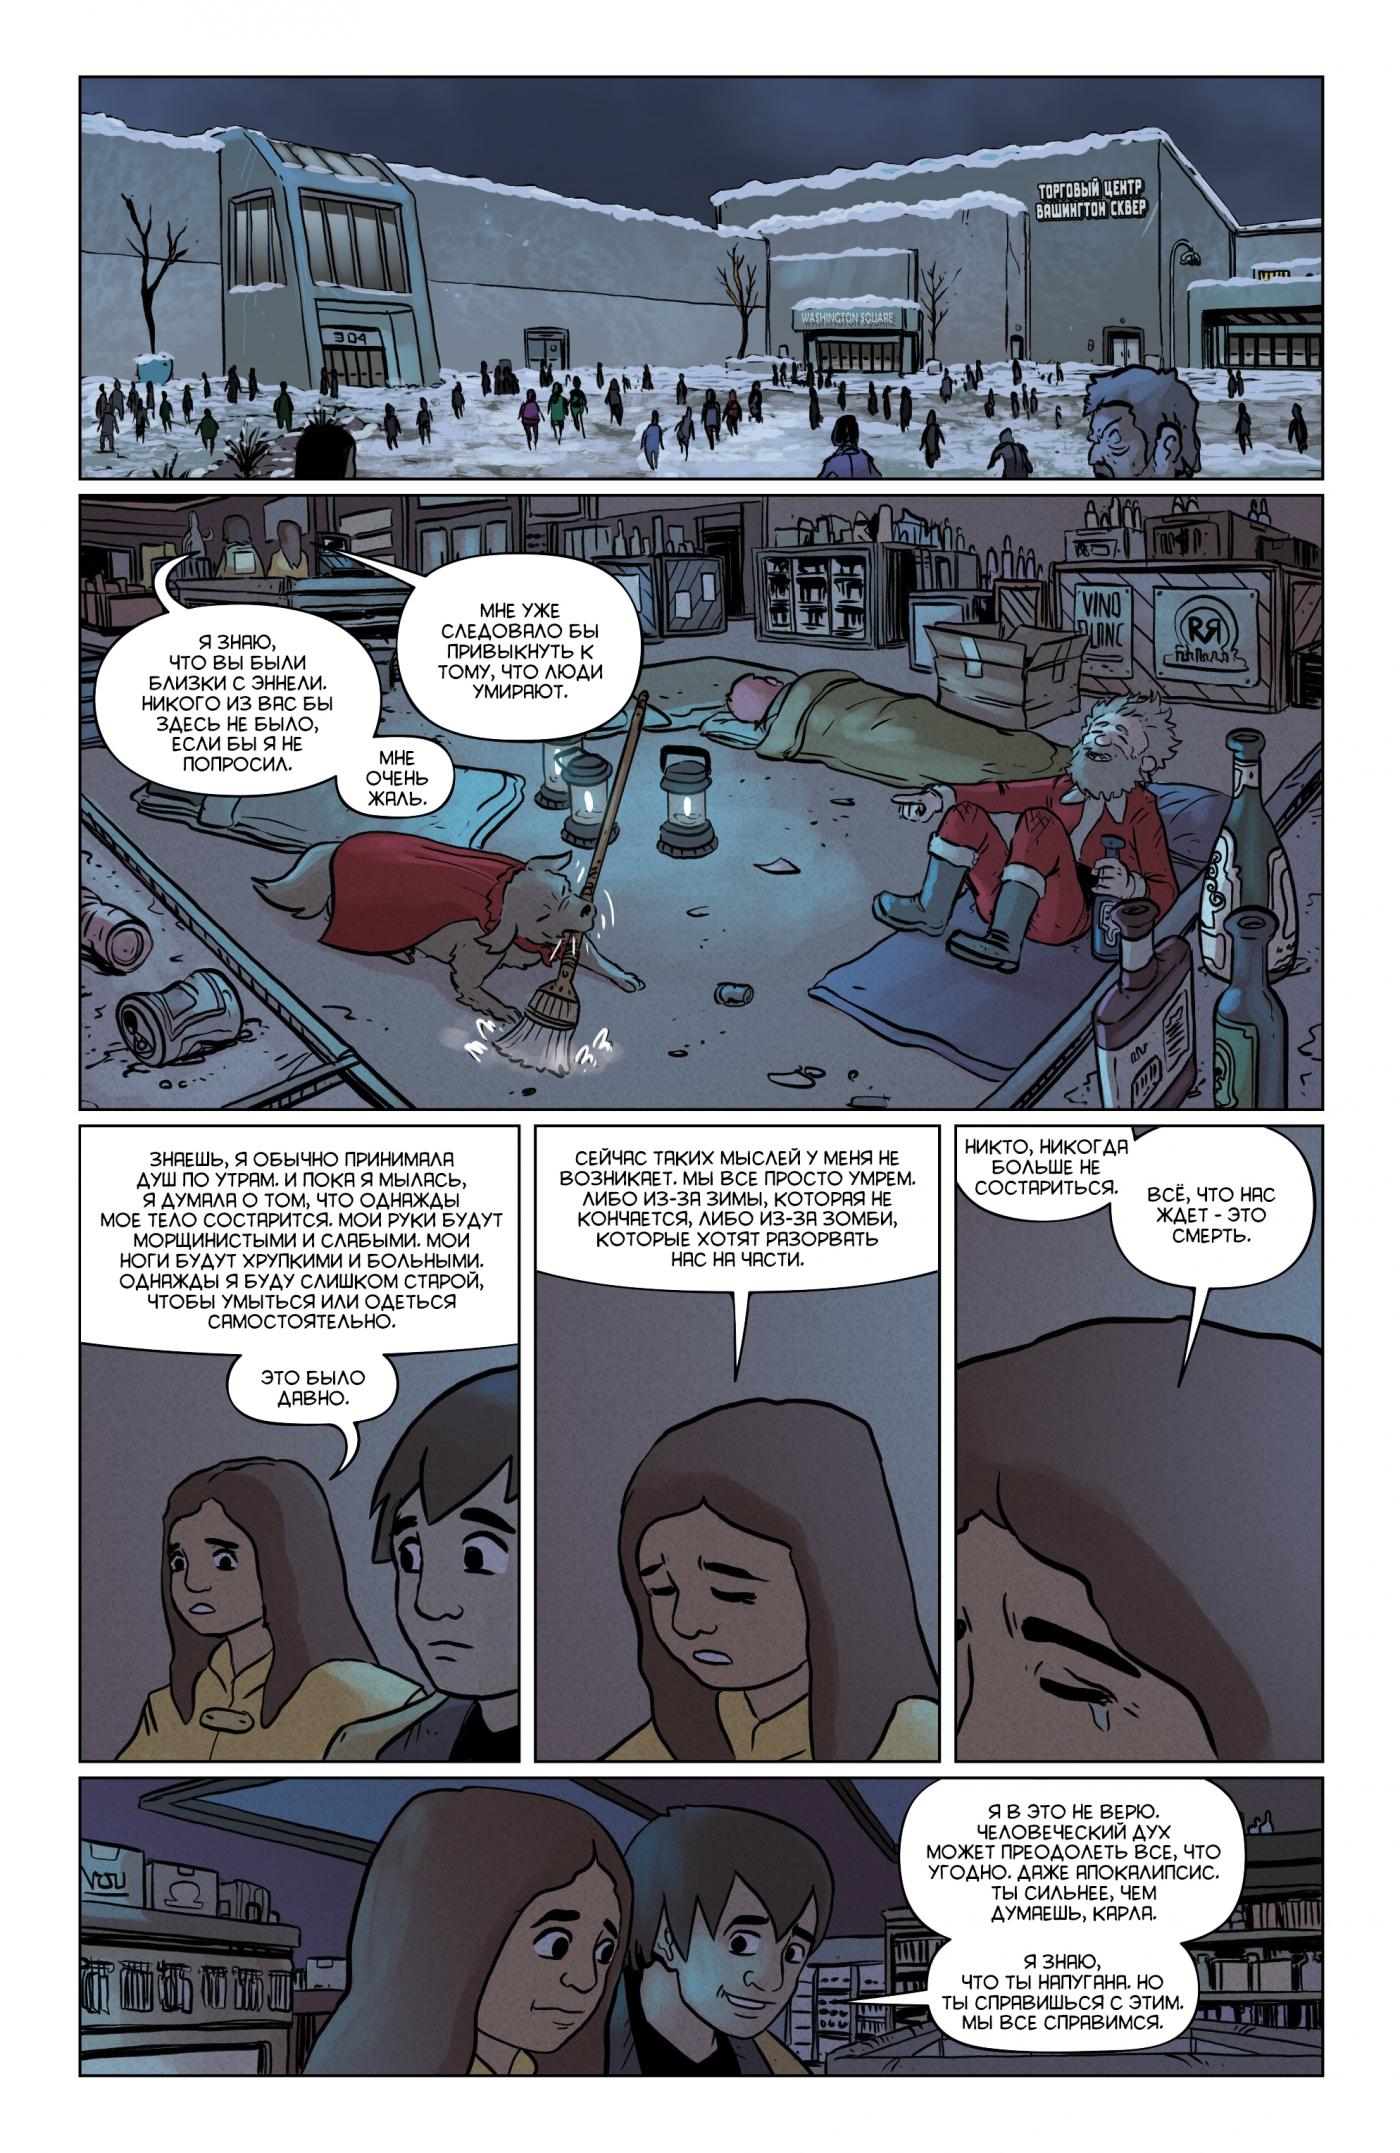 ТОРГОВЫЙ ЦЕНТР
ВАШИНГТОН СКВЕР
WASHINGTON SQUARE
304
Я ЗНАЮ,
ЧТО ВЫ БЫЛИ
БЛИЗКИ С ЭННЕЛИ.
НИКОГО ИЗ ВАС БЫ
ЗДЕСЬ НЕ БЫЛО,
ЕСЛИ БЫ Я НЕ
ПОПРОСИЛ.
МНЕ
ОЧЕНЬ
ЖАЛЬ.
МНЕ УЖЕ
СЛЕДОВАЛО БЫ
ПРИВЫКНУТЬ К
ТОМУ, ЧТО ЛЮДИ
УМИРАЮТ.
VINO
BLANC
RЯ
ЗНАЕШЬ, Я ОБЫЧНО ПРИНИМАЛА
ДУШ ПО УТРАМ. И ПОКА Я МЫЛАСЬ,
Я ДУМАЛА О ТОМ, ЧТО ОДНАЖДЫ
МОЕ ТЕЛО СОСТАРИТСЯ. МОИ РУКИ БУДУТ
МОРЩИНИСТЫМИ И СЛАБЫМИ. МОИ
НОГИ БУДУТ ХРУПКИМИ И БОЛЬНЫМИ.
ОДНАЖДЫ Я БУДУ СЛИШКОМ СТАРОЙ,
ЧТОБЫ УМЫТЬСЯ ИЛИ ОДЕТЬСЯ
САМОСТОЯТЕЛЬНО.
ЭТО БЫЛО
ДАВНО.
СЕЙЧАС ТАКИХ МЫСЛЕЙ У МЕНЯ НЕ
ВОЗНИКАЕТ. МЫ ВСЕ ПРОСТО УМРЕМ.
ЛИБО ИЗ-ЗА ЗИМЫ, КОТОРАЯ НЕ
КОНЧАЕТСЯ, ЛИБО ИЗ-ЗА ЗОМБИ,
КОТОРЫЕ ХОТЯТ РАЗОРВАТЬ
НАС НА ЧАСТИ.
НИКТО, НИКОГДА
БОЛЬШЕ НЕ
СОСТАРИТЬСЯ.
ВСЁ, ЧТО НАС
ЖДЕТ - ЭТО
СМЕРТЬ.
Я В ЭТО НЕ ВЕРЮ.
ЧЕЛОВЕЧЕСКИЙ ДУХ
МОЖЕТ ПРЕОДОЛЕТЬ ВСЕ, ЧТО
УГОДНО. ДАЖЕ АПОКАЛИПСИС.
ТЫ СИЛЬНЕЕ, ЧЕМ
ДУМАЕШЬ, КАРЛА.
Я ЗНАЮ,
ЧТО ТЫ НАПУГАНА. НО
ТЫ СПРАВИШЬСЯ С ЭТИМ.
МЫ ВСЕ СПРАВИМСЯ.